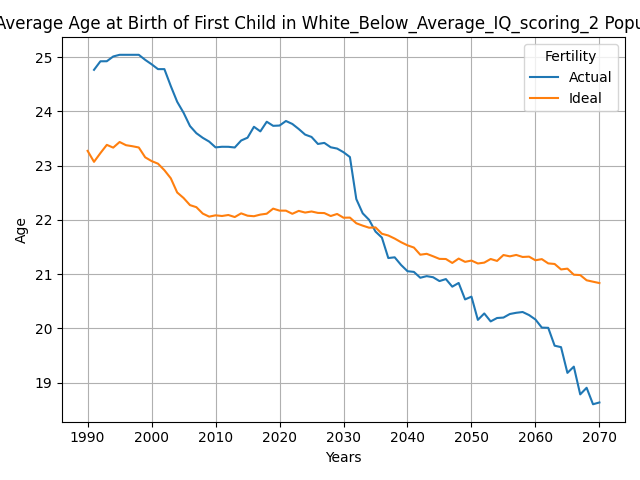 Average Age at Birth of First Child in White_Below_Average_IQ_scoring_2 Popu
Fertility
Actual
Ideal
25
24
23
22
21
20
19
Age
1990 2000 2010 2020 2030 2040 2050 2060 2070
Years